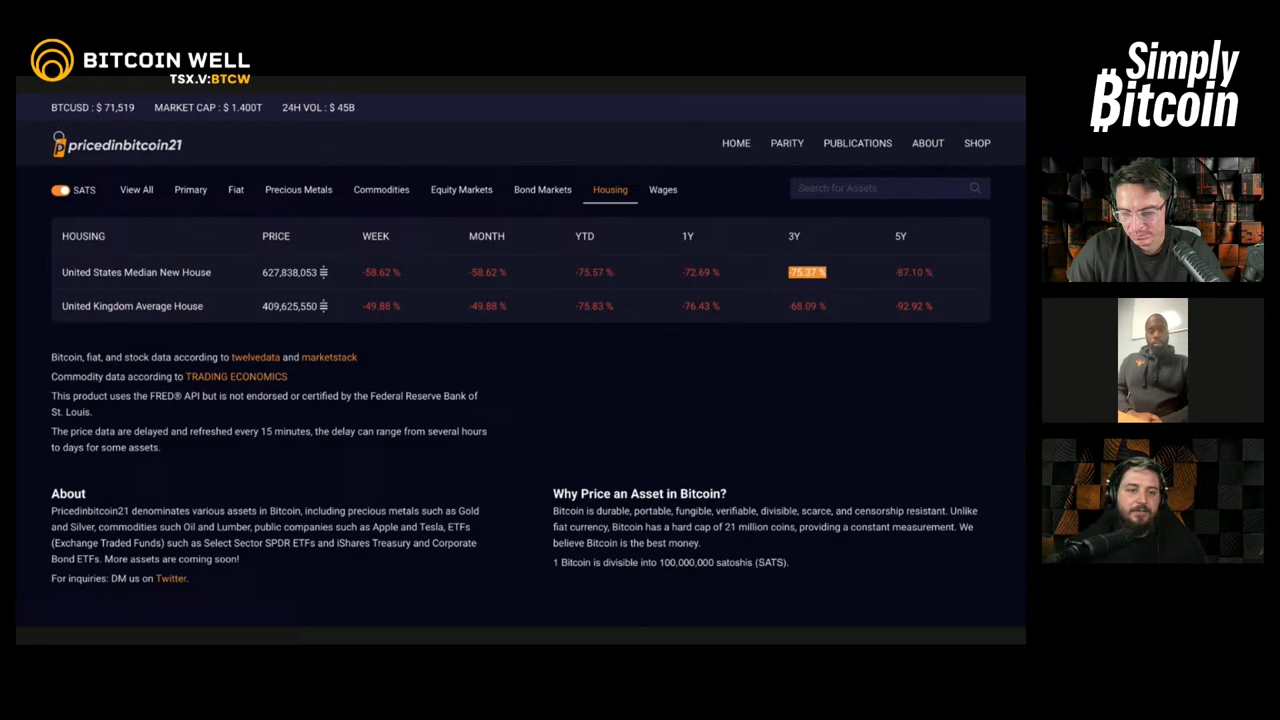 BITCOIN WELL
TSX.V:BTCW
Simply
Bitcoin
BTCUSD : $ 71,519 MARKET CAP : $ 1.400T 24H VOL : $ 45B
pricedinbitcoin21
HOME PARITY PUBLICATIONS ABOUT SHOP
SATS View All Primary Fiat Precious Metals Commodities Equity Markets Bond Markets Housing Wages Search for Assets
HOUSING PRICE WEEK MONTH YTD 1Y 3Y 5Y
United States Median New House 627,838,053 -58.62 % -58.62 % -75.57 % -72.69 % -75.37 % -87.10 %
United Kingdom Average House 409,625,550 -49.88 % -49.88 % -75.83 % -76.43 % -68.09 % -92.92 %
Bitcoin, fiat, and stock data according to twelvedata and marketstack
Commodity data according to TRADING ECONOMICS
This product uses the FRED® API but is not endorsed or certified by the Federal Reserve Bank of
St. Louis.
The price data are delayed and refreshed every 15 minutes, the delay can range from several hours
to days for some assets.
About
Pricedinbitcoin21 denominates various assets in Bitcoin, including precious metals such as Gold
and Silver, commodities such Oil and Lumber, public companies such as Apple and Tesla, ETFs
(Exchange Traded Funds) such as Select Sector SPDR ETFs and iShares Treasury and Corporate
Bond ETFs. More assets are coming soon!
For inquiries: DM us on Twitter.
Why Price an Asset in Bitcoin?
Bitcoin is durable, portable, fungible, verifiable, divisible, scarce, and censorship resistant. Unlike
fiat currency, Bitcoin has a hard cap of 21 million coins, providing a constant measurement. We
believe Bitcoin is the best money.
1 Bitcoin is divisible into 100,000,000 satoshis (SATS).